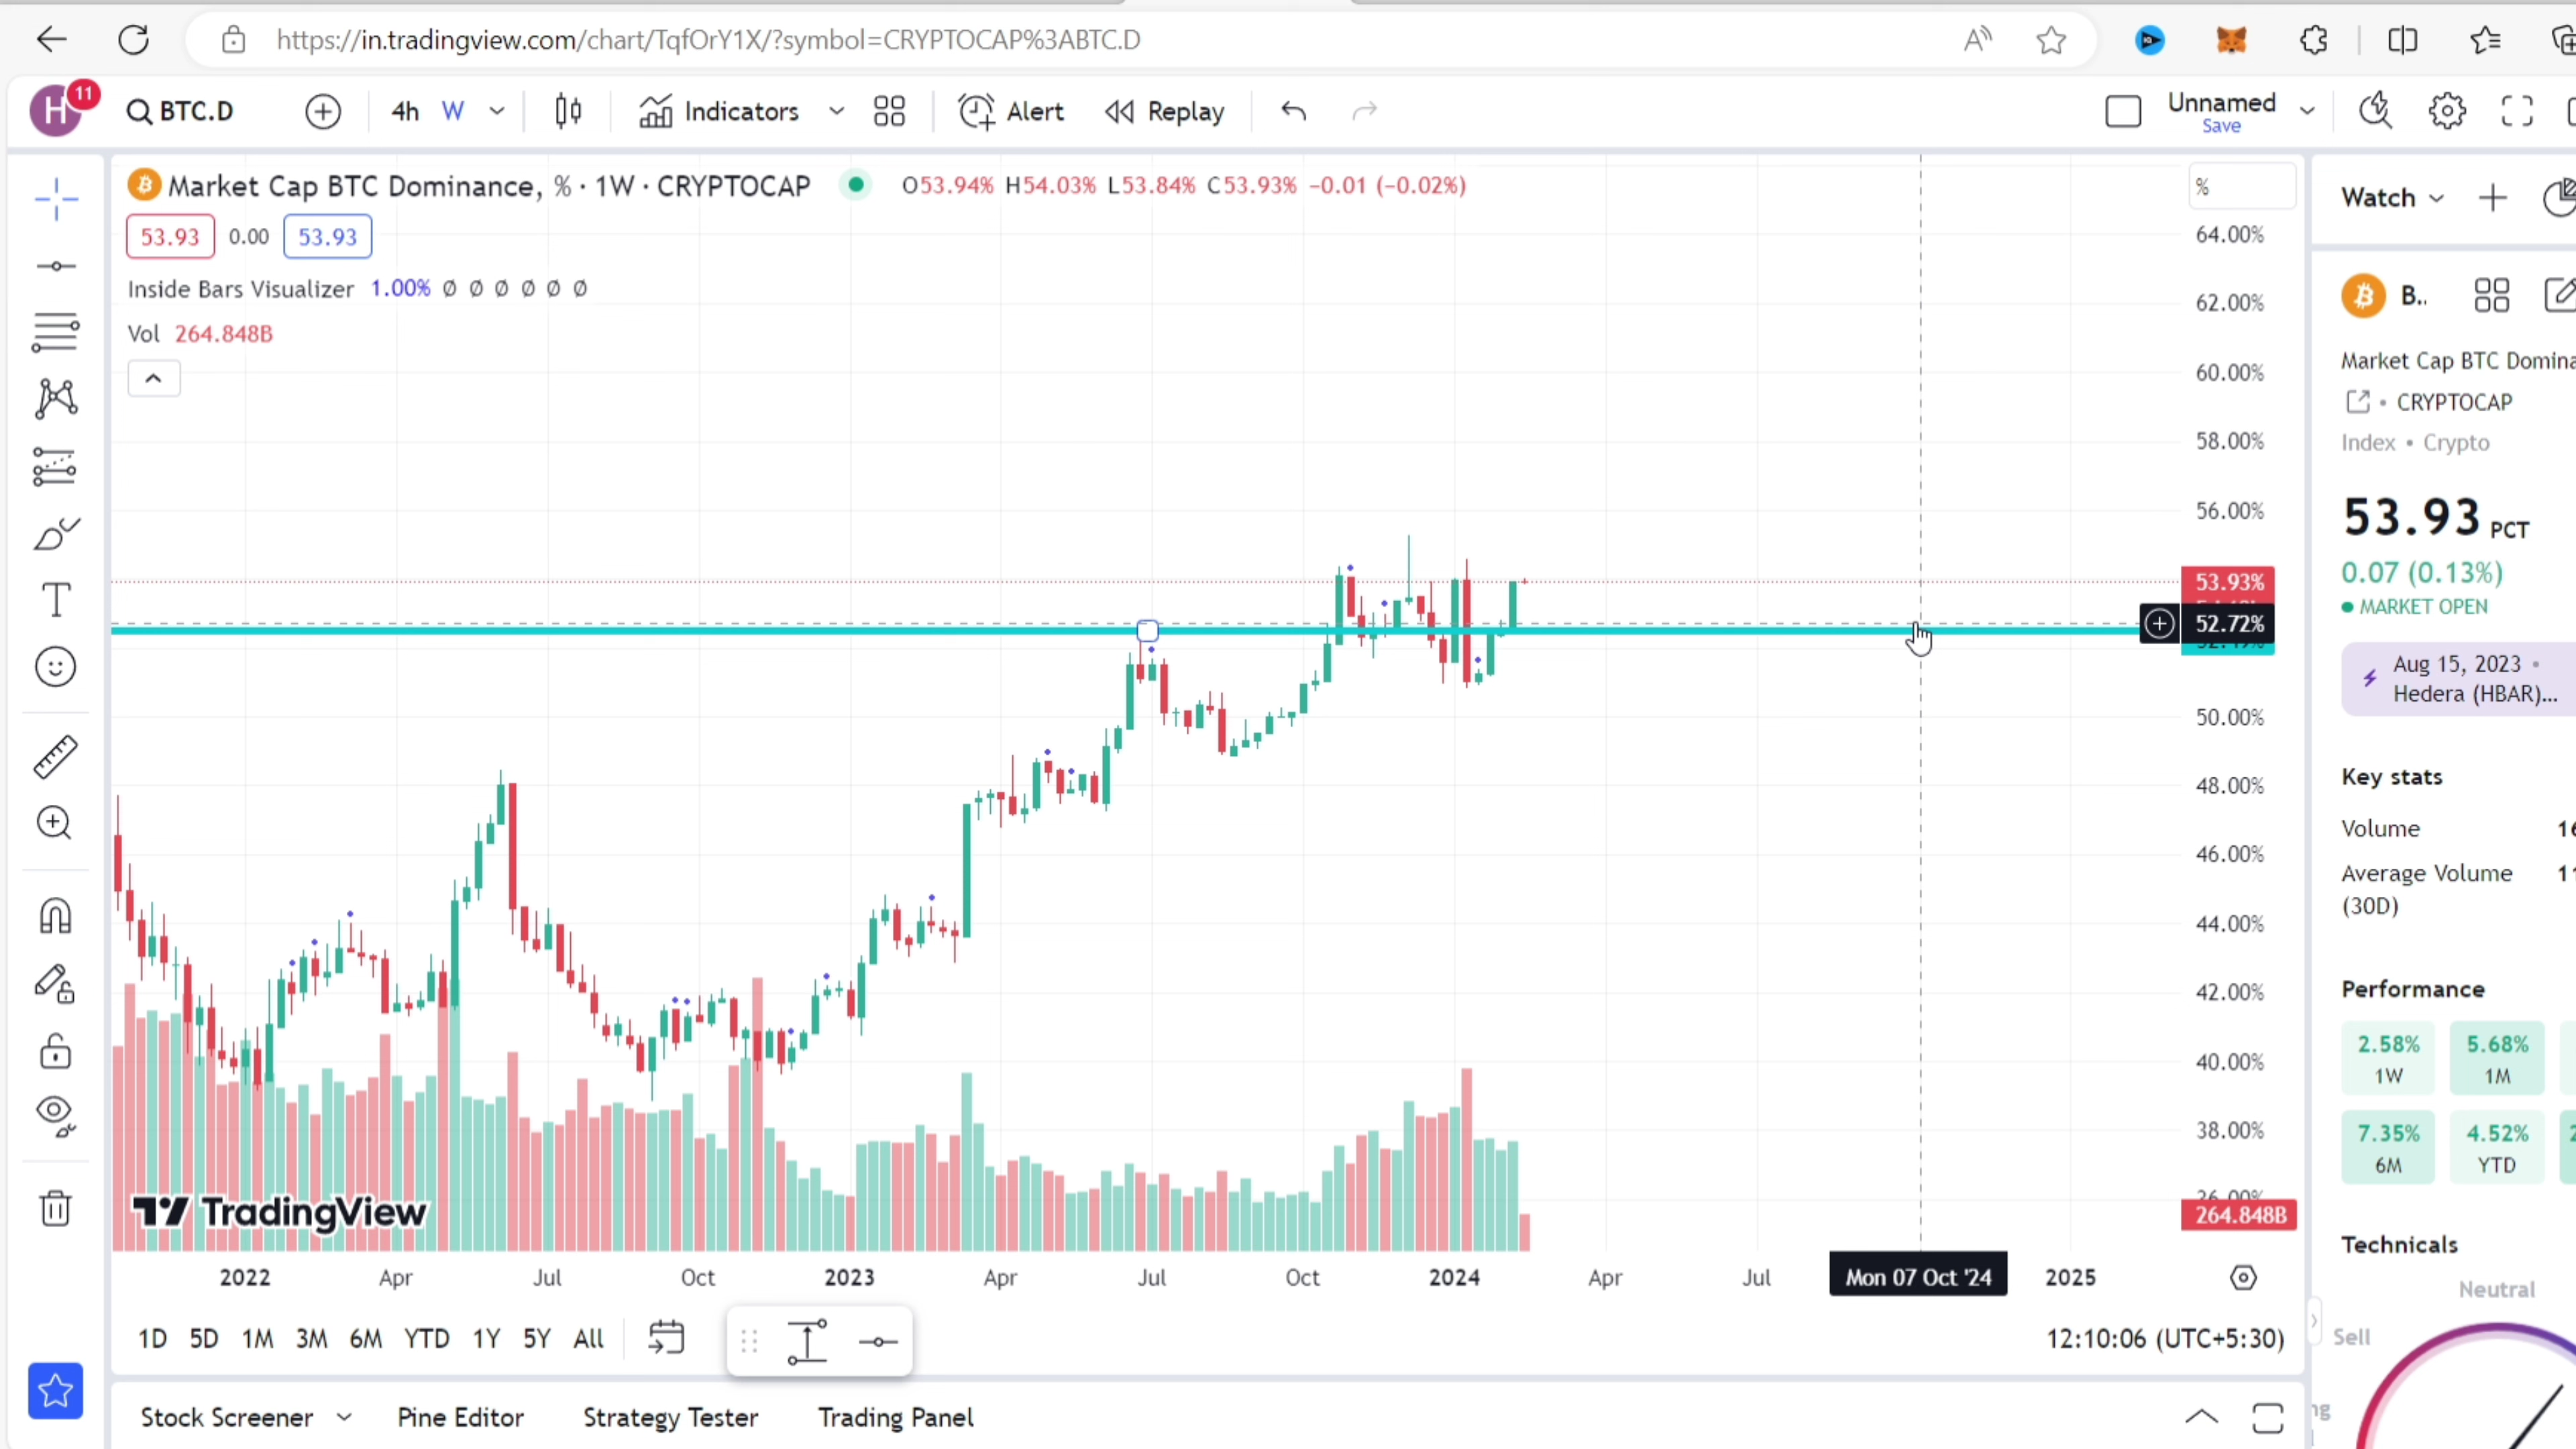 https://in.tradingview.com/chart/TqfOrY1X/?symbol=CRYPTOCAP%3ABTC.D
H 11 BTC.D 4h W Indicators Alert Replay Unnamed
Save
Market Cap BTC Dominance, % · 1W · CRYPTOCAP O53.94% H54.03% L53.84% C53.93% −0.01 (−0.02%)
%
53.93 0.00 53.93
Inside Bars Visualizer 1.00% Ø Ø Ø Ø Ø Ø
Vol 264.848B
64.00%
62.00%
60.00%
58.00%
56.00%
53.93%
52.72%
50.00%
48.00%
46.00%
44.00%
42.00%
40.00%
38.00%
36.00%
264.848B
TradingView
2022 Apr Jul Oct 2023 Apr Jul Oct 2024 Apr Jul Mon 07 Oct '24 2025
1D 5D 1M 3M 6M YTD 1Y 5Y All
12:10:06 (UTC+5:30)
Stock Screener Pine Editor Strategy Tester Trading Panel
Watch
B..
Market Cap BTC
• CRYPTOCAP
Index • Crypto
53.93 PCT
0.07 (0.13%)
MARKET OPEN
Aug 15, 2023 •
Hedera (HBAR)...
Key stats
Volume
Average Volume
(30D)
Performance
2.58% 5.68%
1W 1M
7.35% 4.52%
6M YTD
Technicals
Neutral
Sell